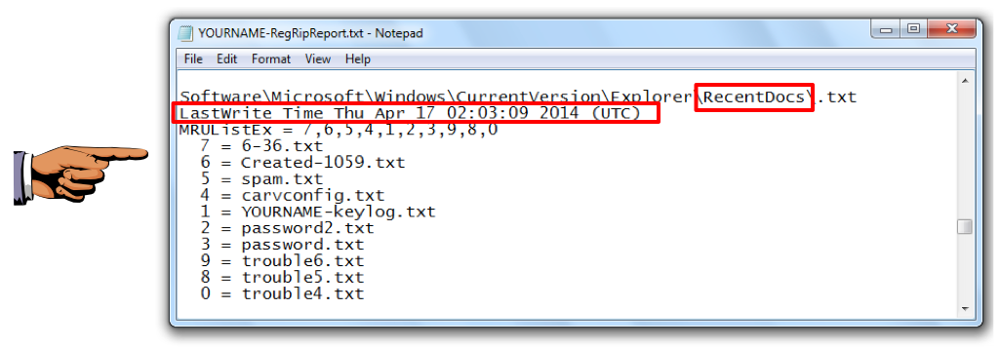 YOURNAME-RegRipReport.txt - Notepad
File Edit Format View Help
Software\Microsoft\Windows\CurrentVersion\Explorer\RecentDocs\.txt
LastWrite Time Thu Apr 17 02:03:09 2014 (UTC)
MRUListEx = 7,6,5,4,1,2,3,9,8,0
7 = 6-36.txt
6 = Created-1059.txt
5 = spam.txt
4 = carvconfig.txt
1 = YOURNAME-keylog.txt
2 = password2.txt
3 = password.txt
9 = trouble6.txt
8 = trouble5.txt
0 = trouble4.txt